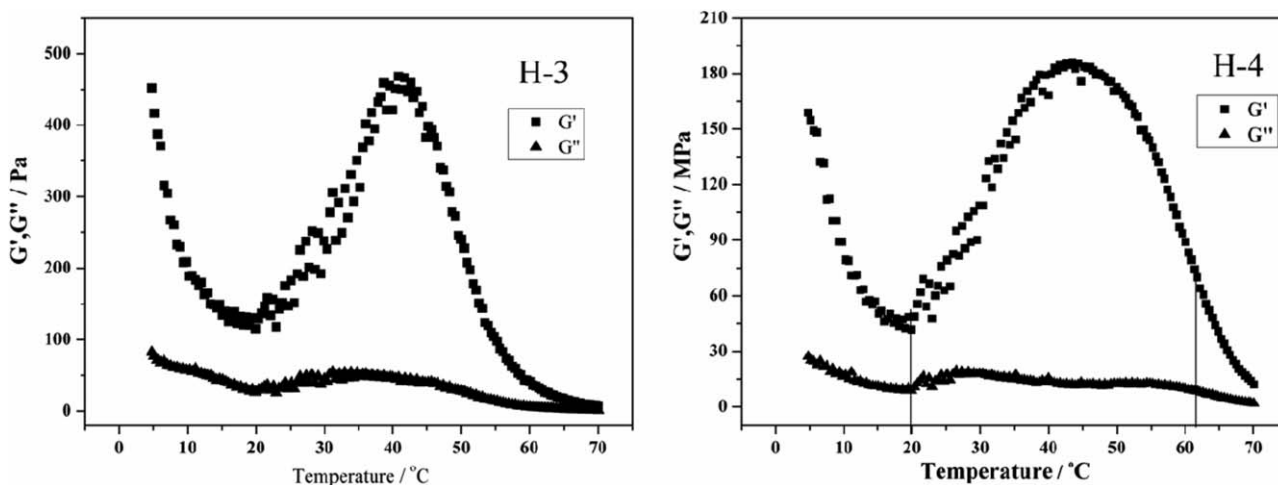 500
400
300
200
100
0
G',G'' / Pa
H-3
G'
G''
0 10 20 30 40 50 60 70
Temperature / °C
210
180
150
120
90
60
30
0
G',G'' / MPa
H-4
G'
G''
0 10 20 30 40 50 60 70
Temperature / °C